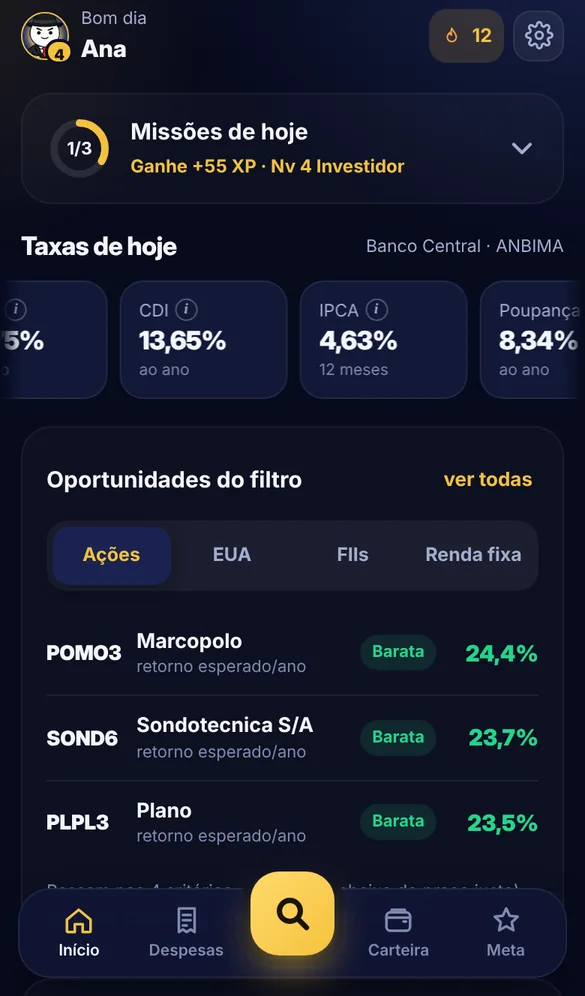 Bom dia
Ana
4
12
1/3
Missões de hoje
Ganhe +55 XP · Nv 4 Investidor
Taxas de hoje
Banco Central · ANBIMA
i
5%
CDI i
13,65%
ao ano
IPCA i
4,63%
12 meses
Poupança
8,34%
ao ano
Oportunidades do filtro
ver todas
Ações
EUA
FIIs
Renda fixa
POMO3
Marcopolo
retorno esperado/ano
Barata
24,4%
SOND6
Sondotecnica S/A
retorno esperado/ano
Barata
23,7%
PLPL3
Plano
retorno esperado/ano
Barata
23,5%
Início
Despesas
Carteira
Meta